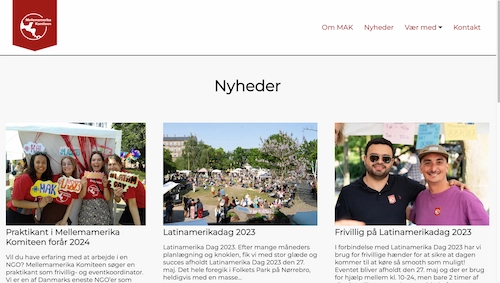 Mellemamerika
Komiteen
Om MAK
Nyheder
Vær med
Kontakt
Nyheder
MAK
Praktikant i Mellemamerika
Komiteen forår 2024
Vil du have erfaring med at arbejde i en
NGO? Mellemamerika Komiteen søger en
praktikant som frivillig- og eventkoordinator.
Vi er en af Danmarks eneste NGO'er som
Latinamerikadag 2023
Latinamerika Dag 2023. Efter mange måneders
planlægning og knoklen, fik vi med stor glæde og
succes afholdt Latinamerika Dag 2023 den 27.
maj. Det hele foregik i Folkets Park på Nørrebro,
heldigvis med en masse...
Frivillig på Latinamerikadag 2023
I forbindelse med Latinamerika Dag 2023 har vi
brug for frivillige hænder for at sikre at dagen
kommer til at køre så smooth som muligt!
Eventet bliver afholdt den 27. maj og der er brug
for hjælp mellem kl. 10-24, men bare 2 timer af